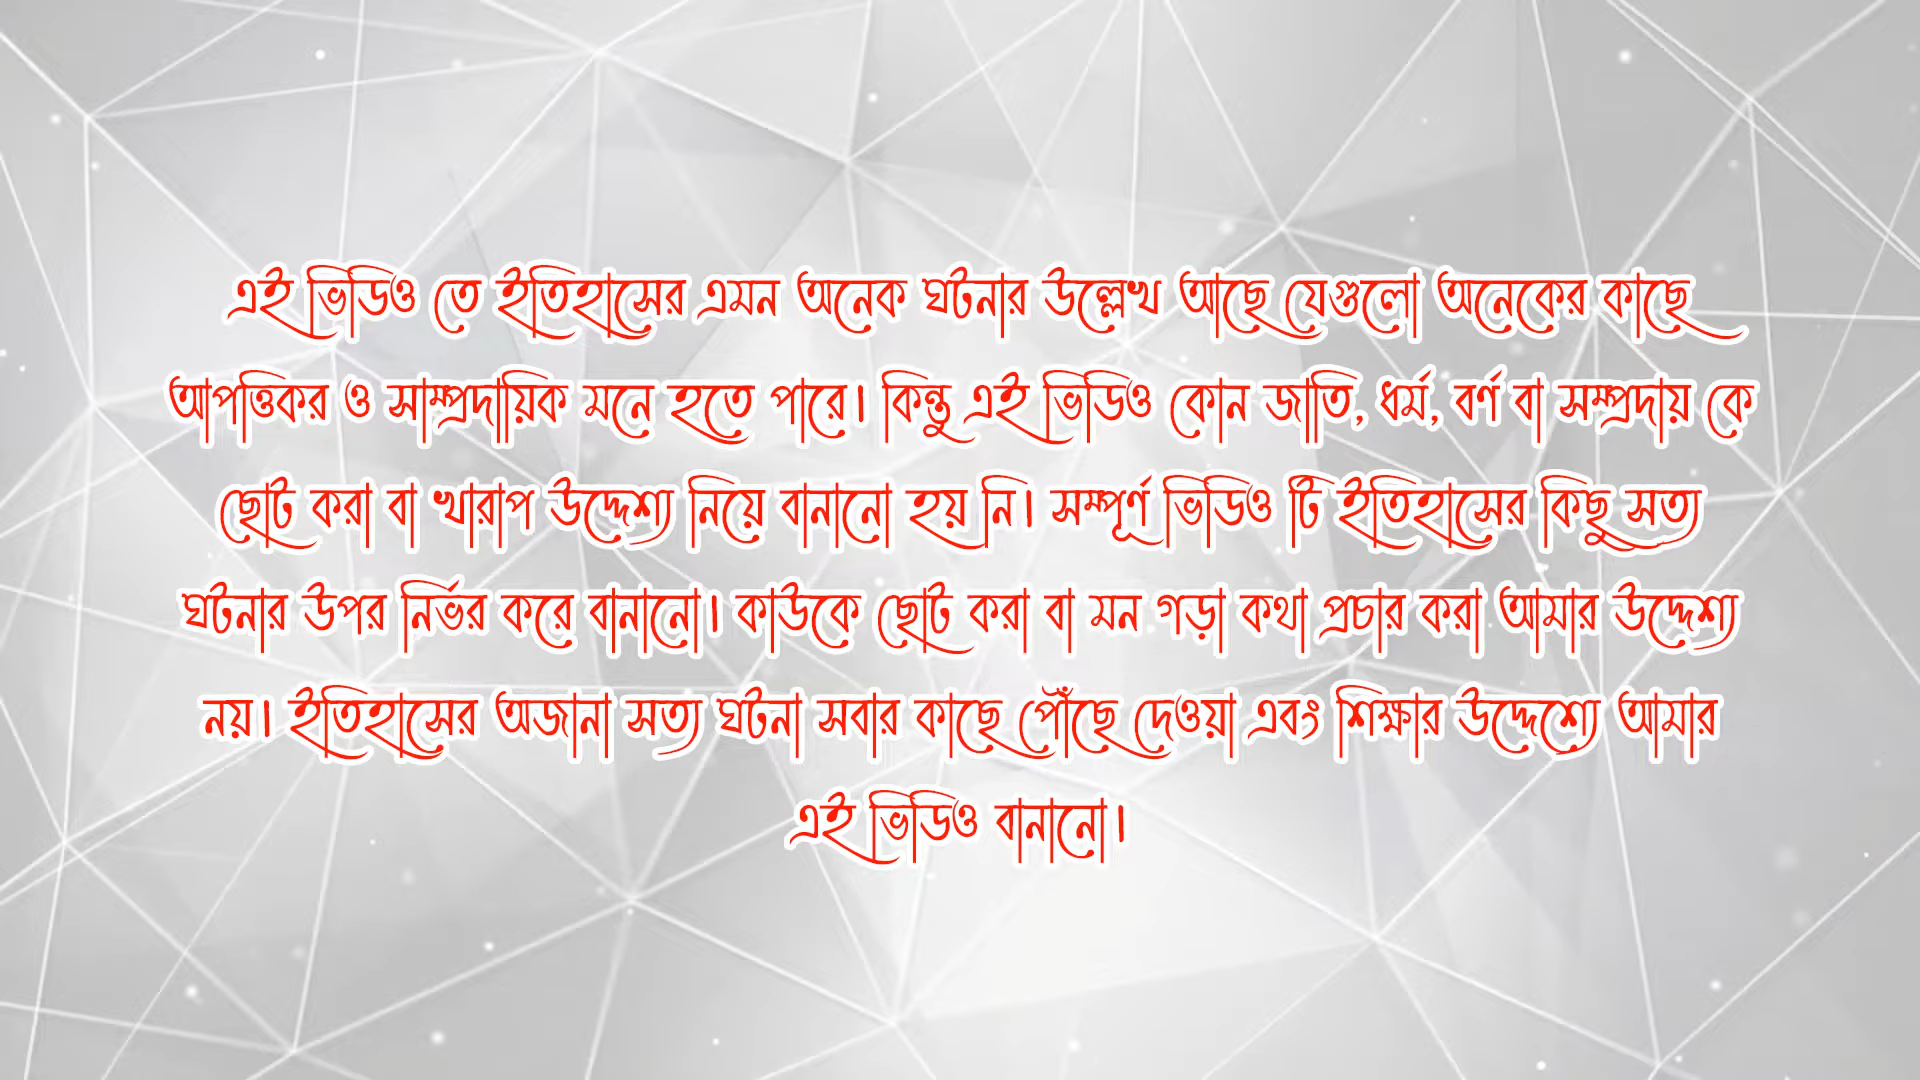 এই ভিডিও তে ইতিহাসের এমন অনেক ঘটনার উল্লেখ আছে যেগুলো অনেকের কাছে
আপত্তিকর ও সাম্প্রদায়িক মনে হতে পারে। কিন্তু এই ভিডিও কোন জাতি, ধর্ম, বর্ণ বা সম্প্রদায় কে
ছোট করা বা খারাপ উদ্দেশ্য নিয়ে বানানো হয় নি। সম্পূর্ণ ভিডিও টি ইতিহাসের কিছু সত্য
ঘটনার উপর নির্ভর করে বানানো। কাউকে ছোট করা বা মন গড়া কথা প্রচার করা আমার উদ্দেশ্য
নয়। ইতিহাসের অজানা সত্য ঘটনা সবার কাছে পৌঁছে দেওয়া এবং শিক্ষার উদ্দেশ্যে আমার
এই ভিডিও বানানো।